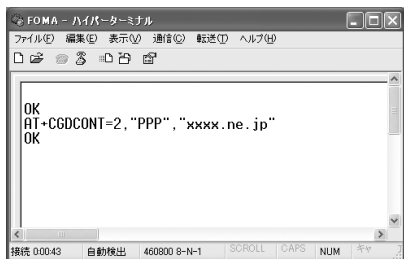 FOMA - ハイパーターミナル
ファイル(F) 編集(E) 表示(V) 通信(C) 転送(T) ヘルプ(H)
OK
AT+CGDCONT=2,"PPP","xxxx.ne.jp"
OK
接続 0:00:43 自動検出 460800 8-N-1 SCROLL CAPS NUM キャ